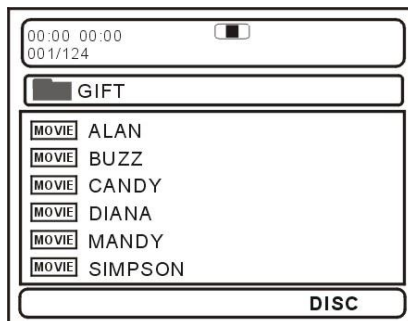 00:00 00:00
001/124
GIFT
MOVIE ALAN
MOVIE BUZZ
MOVIE CANDY
MOVIE DIANA
MOVIE MANDY
MOVIE SIMPSON
DISC